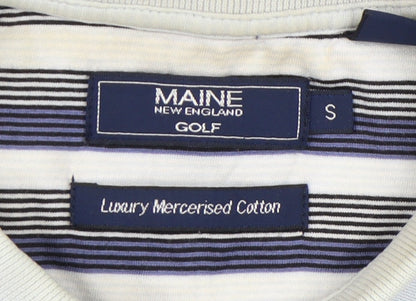 MAINE
NEW ENGLAND
GOLF
S
Luxury Mercerised Cotton